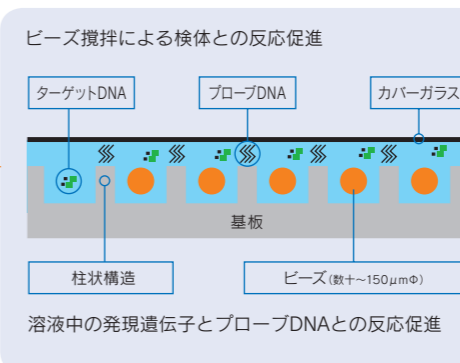 ビーズ撹拌による検体との反応促進
ターゲットDNA
プローブDNA
カバーガラス
基板
柱状構造
ビーズ(数十～150μmΦ)
溶液中の発現遺伝子とプローブDNAとの反応促進